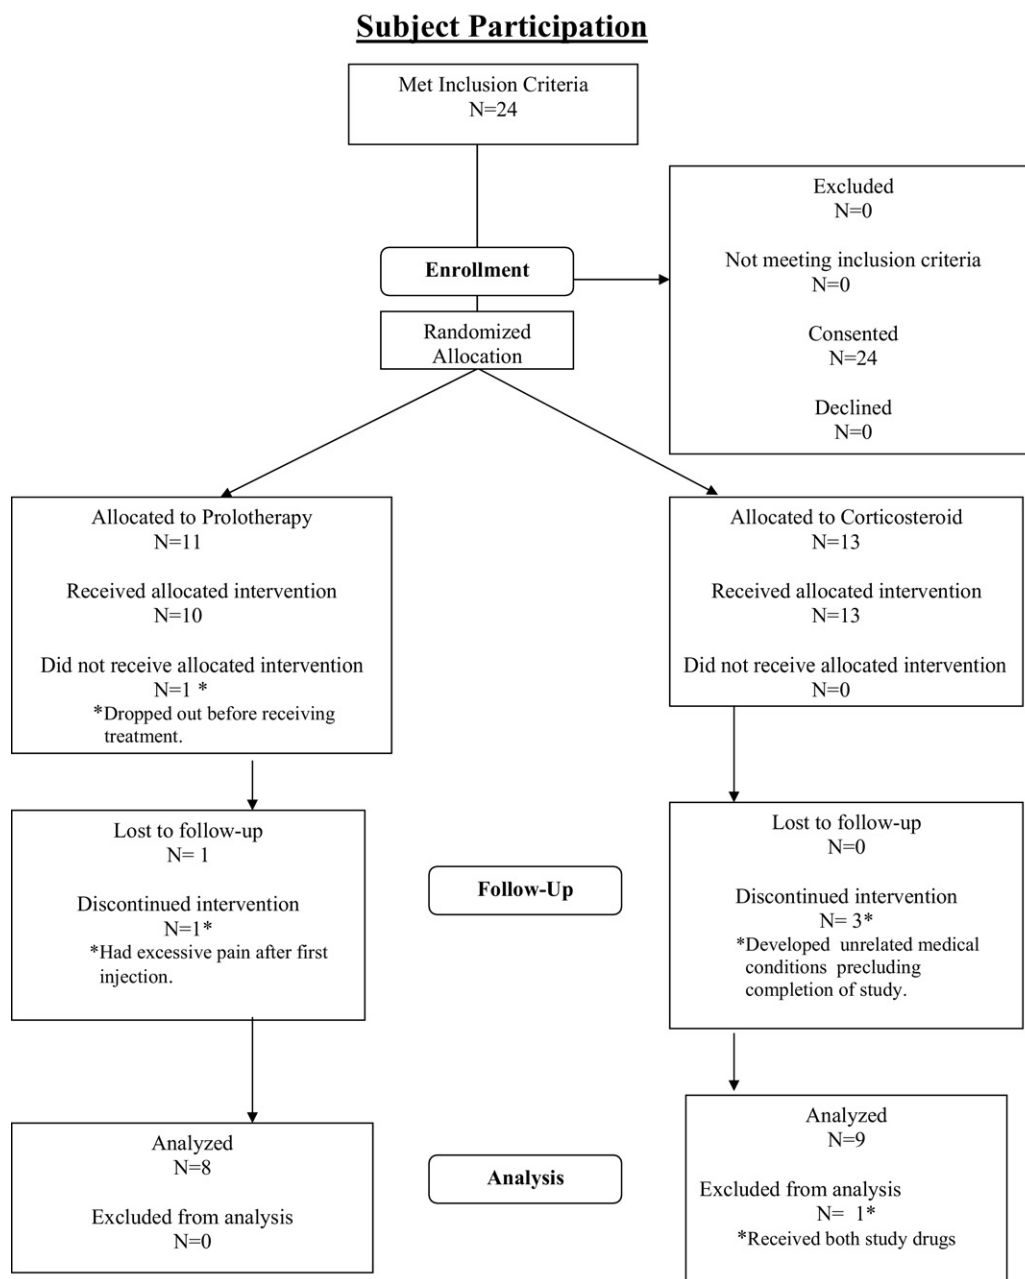 Subject Participation
Met Inclusion Criteria
N=24
Excluded
N=0
Not meeting inclusion criteria
N=0
Consented
N=24
Declined
N=0
Enrollment
Randomized
Allocation
Allocated to Prolotherapy
N=11
Received allocated intervention
N=10
Did not receive allocated intervention
N=1 *
*Dropped out before receiving
treatment.
Allocated to Corticosteroid
N=13
Received allocated intervention
N=13
Did not receive allocated intervention
N=0
Lost to follow-up
N= 1
Discontinued intervention
N=1*
*Had excessive pain after first
injection.
Follow-Up
Lost to follow-up
N=0
Discontinued intervention
N= 3*
*Developed unrelated medical
conditions precluding
completion of study.
Analyzed
N=8
Excluded from analysis
N=0
Analysis
Analyzed
N=9
Excluded from analysis
N= 1*
*Received both study drugs